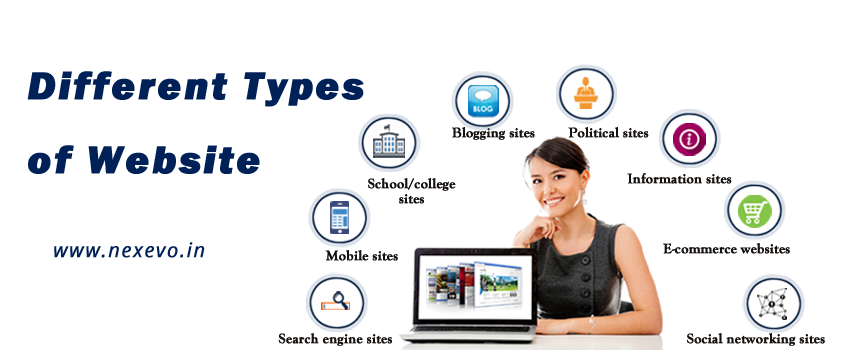 Different Types
of Website
www.nexevo.in
BLOG
Blogging sites
Political sites
School/college
sites
Information sites
Mobile sites
E-commerce websites
Search engine sites
Social networking sites